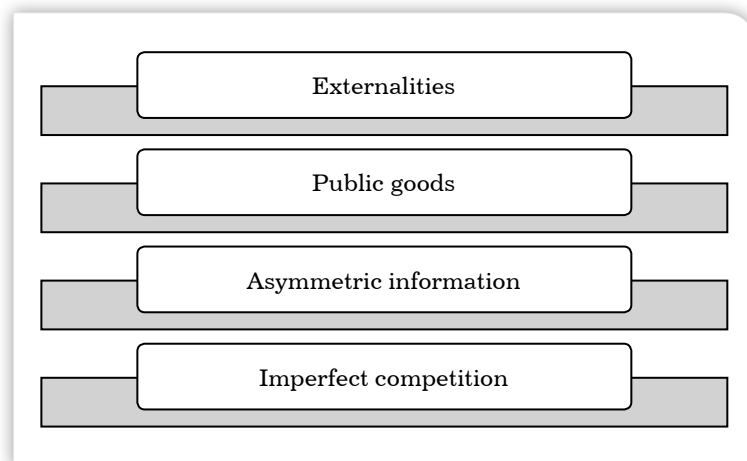 Externalities
Public goods
Asymmetric information
Imperfect competition